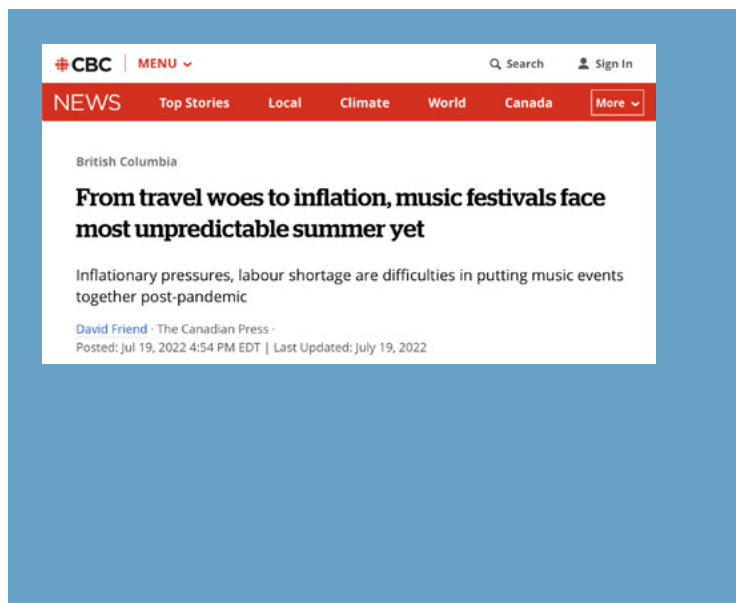 CBC MENU Search Sign In
NEWS Top Stories Local Climate World Canada More
British Columbia
From travel woes to inflation, music festivals face
most unpredictable summer yet
Inflationary pressures, labour shortage are difficulties in putting music events
together post-pandemic
David Friend · The Canadian Press ·
Posted: Jul 19, 2022 4:54 PM EDT | Last Updated: July 19, 2022